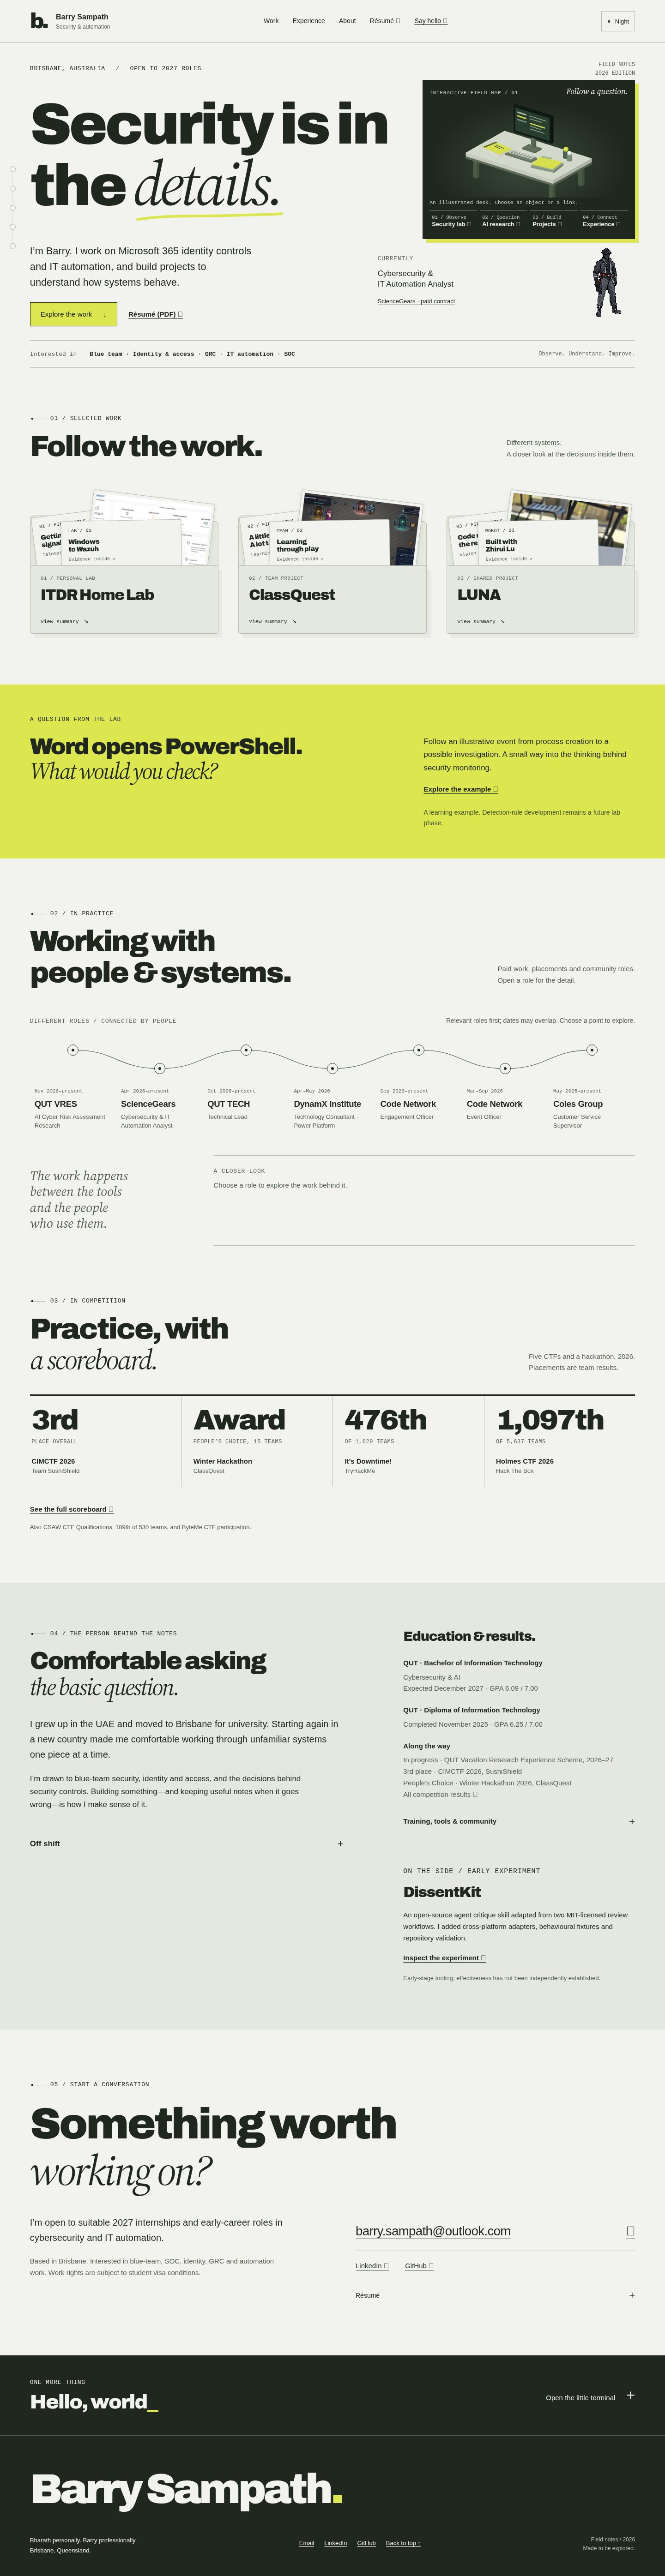 b.
Barry Sampath
Security & automation
Work
Experience
About
Résumé
Say hello
Night
BRISBANE, AUSTRALIA / OPEN TO 2027 ROLES
FIELD NOTES
2026 EDITION
Security is in
the details.
INTERACTIVE FIELD MAP / 01
Follow a question.
An illustrated desk. Choose an object or a link.
01 / Observe
Security lab
02 / Question
AI research
03 / Build
Projects
04 / Connect
Experience
I'm Barry. I work on Microsoft 365 identity controls
and IT automation, and build projects to
understand how systems behave.
Explore the work ↓
Résumé (PDF)
CURRENTLY
Cybersecurity &
IT Automation Analyst
ScienceGears · paid contract
Interested in
Blue team · Identity & access · GRC · IT automation · SOC
Observe. Understand. Improve.
01 / SELECTED WORK
Follow the work.
Different systems.
A closer look at the decisions inside them.
LAB / 01
Windows
to Wazuh
Evidence inside ↗
01 / PERSONAL LAB
ITDR Home Lab
View summary ↘
TEAM / 02
Learning
through play
Evidence inside ↗
02 / TEAM PROJECT
ClassQuest
View summary ↘
ROBOT / 03
Built with
Zhirui Lu
Evidence inside ↗
03 / SHARED PROJECT
LUNA
View summary ↘
A QUESTION FROM THE LAB
Word opens PowerShell.
What would you check?
Follow an illustrative event from process creation to a
possible investigation. A small way into the thinking behind
security monitoring.
Explore the example
A learning example. Detection-rule development remains a future lab
phase.
02 / IN PRACTICE
Working with
people & systems.
Paid work, placements and community roles.
Open a role for the detail.
DIFFERENT ROLES / CONNECTED BY PEOPLE
Relevant roles first; dates may overlap. Choose a point to explore.
Nov 2026–present
QUT VRES
AI Cyber Risk Assessment
Research
Apr 2026–present
ScienceGears
Cybersecurity & IT
Automation Analyst
Oct 2026–present
QUT TECH
Technical Lead
Apr–May 2026
DynamX Institute
Technology Consultant ·
Power Platform
Sep 2026–present
Code Network
Engagement Officer
Mar–Sep 2026
Code Network
Event Officer
May 2025–present
Coles Group
Customer Service
Supervisor
The work happens
between the tools
and the people
who use them.
A CLOSER LOOK
Choose a role to explore the work behind it.
03 / IN COMPETITION
Practice, with
a scoreboard.
Five CTFs and a hackathon, 2026.
Placements are team results.
3rd
PLACE OVERALL
CIMCTF 2026
Team SushiShield
Award
PEOPLE'S CHOICE, 15 TEAMS
Winter Hackathon
ClassQuest
476th
OF 1,629 TEAMS
It's Downtime!
TryHackMe
1,097th
OF 5,637 TEAMS
Holmes CTF 2026
Hack The Box
See the full scoreboard
Also CSAW CTF Qualifications, 189th of 530 teams, and ByteMe CTF participation.
04 / THE PERSON BEHIND THE NOTES
Comfortable asking
the basic question.
I grew up in the UAE and moved to Brisbane for university. Starting again in
a new country made me comfortable working through unfamiliar systems
one piece at a time.
I'm drawn to blue-team security, identity and access, and the decisions behind
security controls. Building something—and keeping useful notes when it goes
wrong—is how I make sense of it.
Off shift +
Education & results.
QUT · Bachelor of Information Technology
Cybersecurity & AI
Expected December 2027 · GPA 6.09 / 7.00
QUT · Diploma of Information Technology
Completed November 2025 · GPA 6.25 / 7.00
Along the way
In progress · QUT Vacation Research Experience Scheme, 2026–27
3rd place · CIMCTF 2026, SushiShield
People's Choice · Winter Hackathon 2026, ClassQuest
All competition results
Training, tools & community +
ON THE SIDE / EARLY EXPERIMENT
DissentKit
An open-source agent critique skill adapted from two MIT-licensed review
workflows. I added cross-platform adapters, behavioural fixtures and
repository validation.
Inspect the experiment
Early-stage tooling; effectiveness has not been independently established.
05 / START A CONVERSATION
Something worth
working on?
I'm open to suitable 2027 internships and early-career roles in
cybersecurity and IT automation.
Based in Brisbane. Interested in blue-team, SOC, identity, GRC and automation
work. Work rights are subject to student visa conditions.
barry.sampath@outlook.com
LinkedIn
GitHub
Résumé +
ONE MORE THING
Hello, world_
Open the little terminal +
Barry Sampath.
Bharath personally. Barry professionally.
Brisbane, Queensland.
Email
LinkedIn
GitHub
Back to top ↑
Field notes / 2026
Made to be explored.